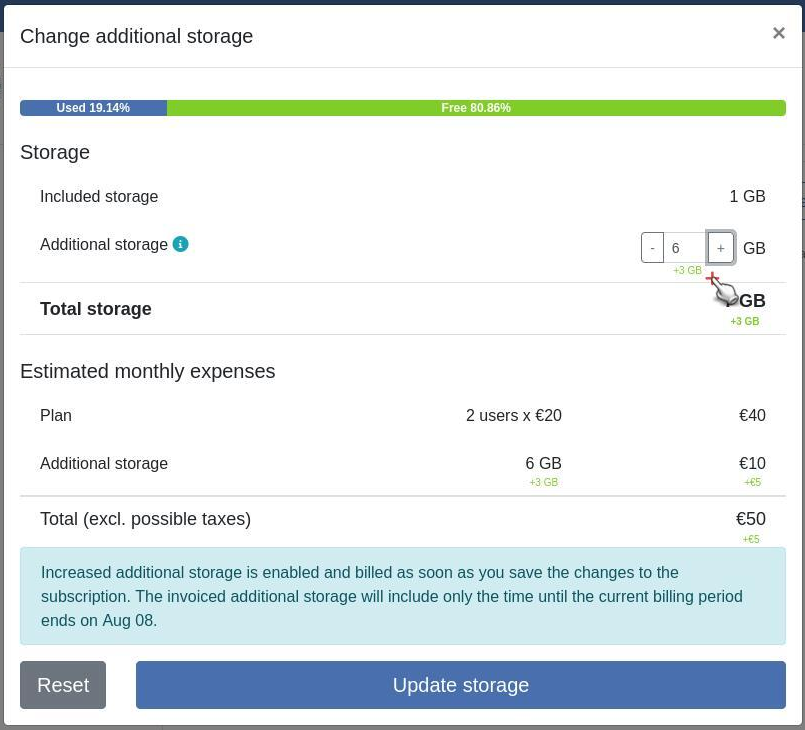 Change additional storage
×
Used 19.14% Free 80.86%
Storage
Included storage 1 GB
Additional storage i - 6 + GB
+3 GB
Total storage GB
+3 GB
Estimated monthly expenses
Plan 2 users x €20 €40
Additional storage 6 GB €10
+3 GB +€5
Total (excl. possible taxes) €50
+€5
Increased additional storage is enabled and billed as soon as you save the changes to the
subscription. The invoiced additional storage will include only the time until the current billing period
ends on Aug 08.
Reset Update storage